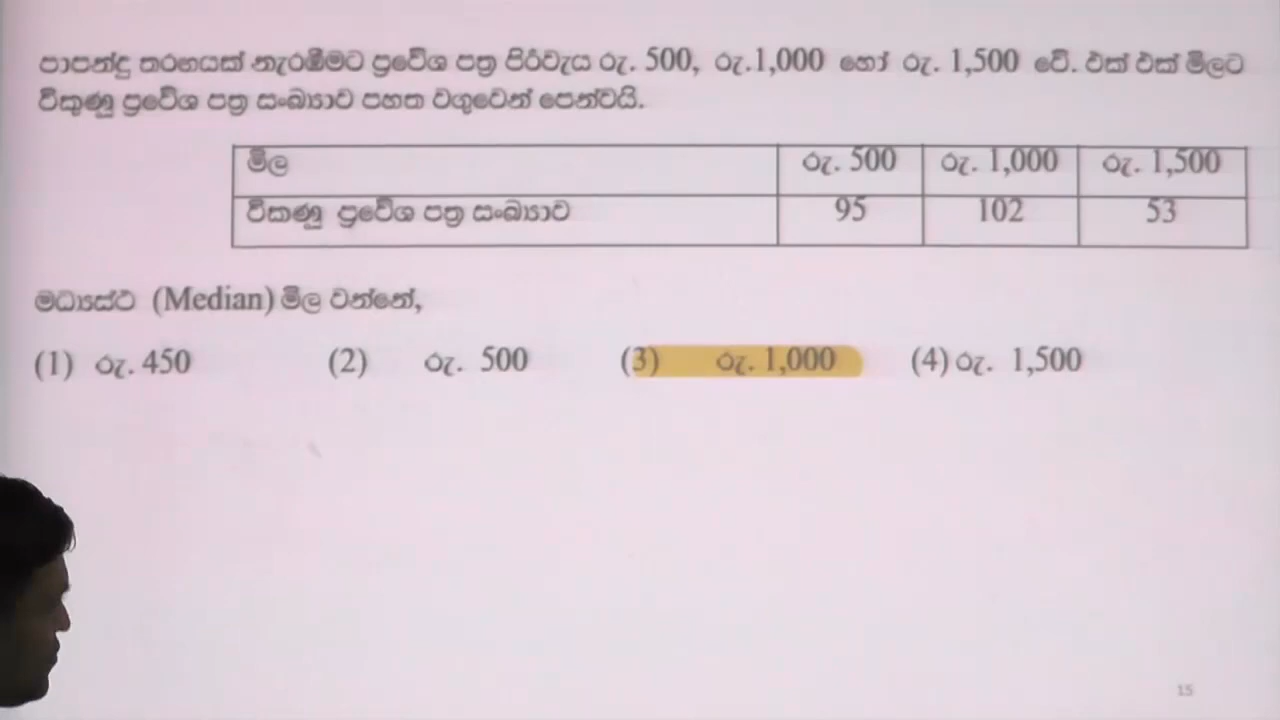 පාපන්දු තරඟයක් නැරඹීමට ප්‍රවේශ පත්‍ර පිරිවැය රු. 500, රු.1,000 හෝ රු. 1,500 වේ. එක් එක් මිලට
විකුණූ ප්‍රවේශ පත්‍ර සංඛ්‍යාව පහත වගුවෙන් පෙන්වයි.
මිල රු. 500 රු. 1,000 රු. 1,500
විකණූ ප්‍රවේශ පත්‍ර සංඛ්‍යාව 95 102 53
මධ්‍යස්ථ (Median) මිල වන්නේ,
(1) රු. 450 (2) රු. 500 (3) රු. 1,000 (4) රු. 1,500
15